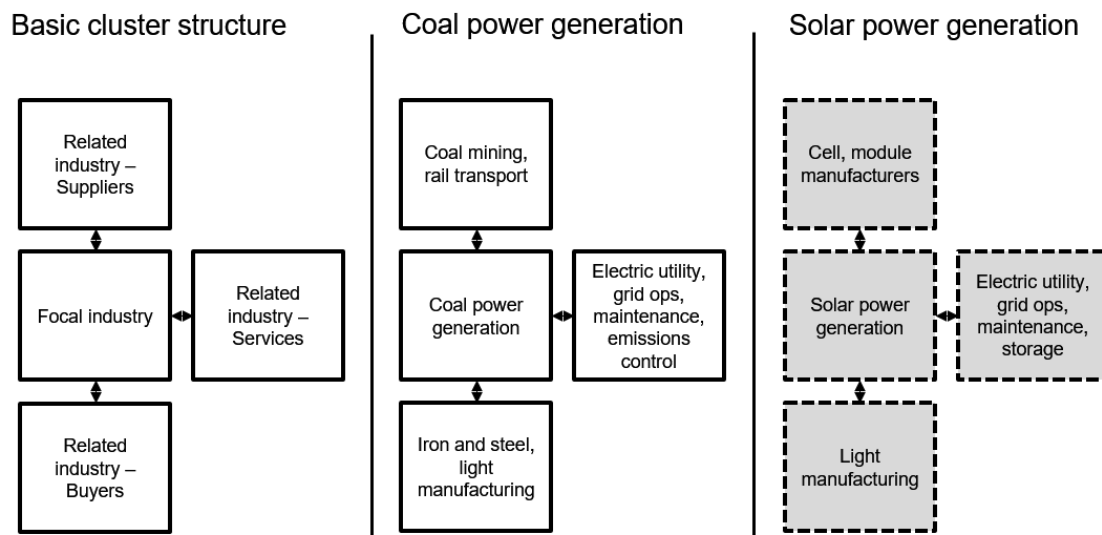 Basic cluster structure
Related
industry –
Suppliers
Focal industry
Related
industry –
Services
Related
industry –
Buyers
Coal power generation
Coal mining,
rail transport
Coal power
generation
Electric utility,
grid ops,
maintenance,
emissions
control
Iron and steel,
light
manufacturing
Solar power generation
Cell, module
manufacturers
Solar power
generation
Electric utility,
grid ops,
maintenance,
storage
Light
manufacturing